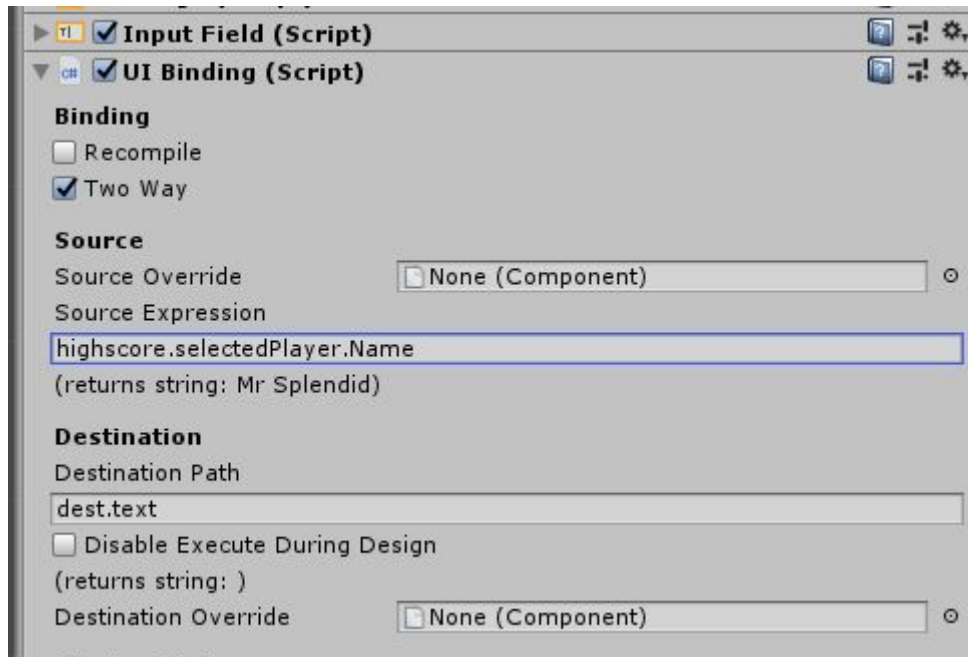 Input Field (Script)
c# UI Binding (Script)
Binding
Recompile
Two Way
Source
Source Override None (Component)
Source Expression
highscore.selectedPlayer.Name
(returns string: Mr Splendid)
Destination
Destination Path
dest.text
Disable Execute During Design
(returns string: )
Destination Override None (Component)